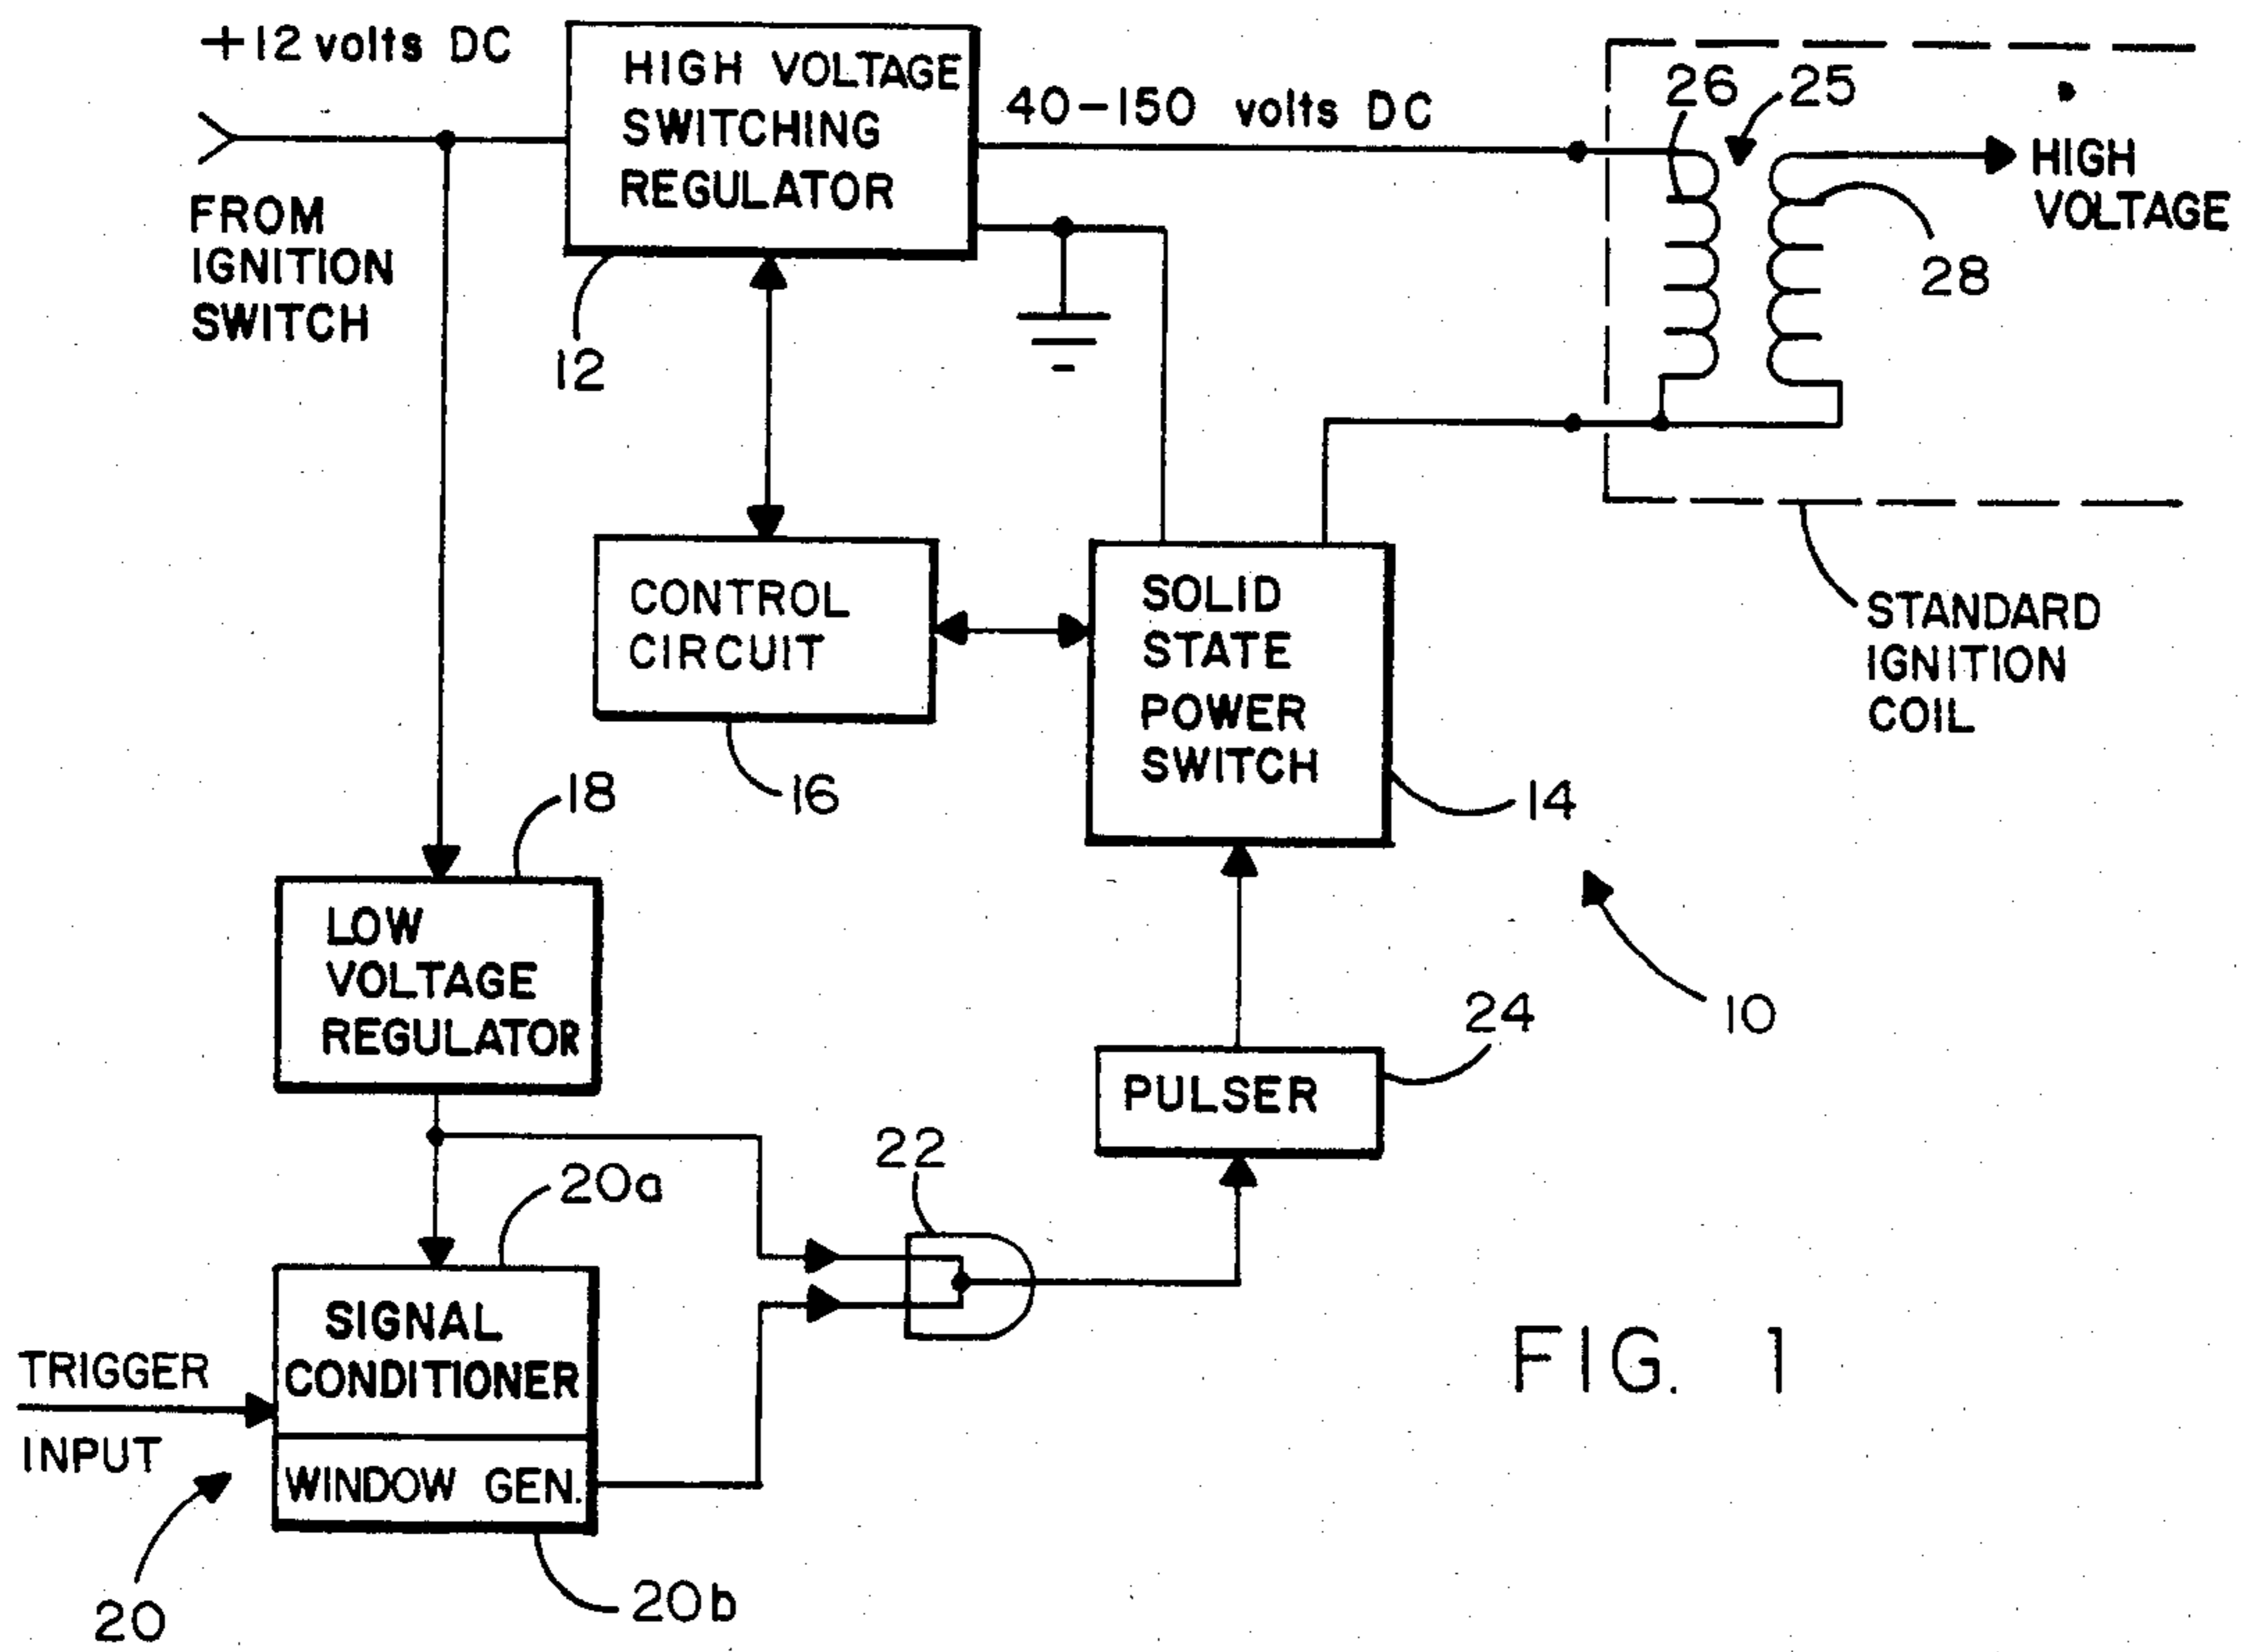 +12 volts DC
FROM
IGNITION
SWITCH
HIGH VOLTAGE
SWITCHING
REGULATOR
12
40-150 volts DC
26
25
HIGH
VOLTAGE
28
STANDARD
IGNITION
COIL
CONTROL
CIRCUIT
16
SOLID
STATE
POWER
SWITCH
14
10
18
LOW
VOLTAGE
REGULATOR
PULSER
24
22
20a
SIGNAL
CONDITIONER
WINDOW GEN.
TRIGGER
INPUT
20
20b
FIG. 1